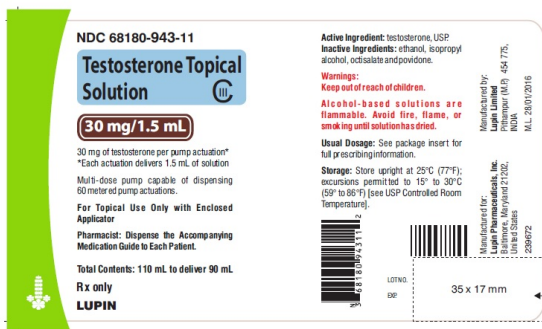 NDC 68180-943-11
Testosterone Topical
Solution CIII
30 mg/1.5 mL
30 mg of testosterone per pump actuation*
*Each actuation delivers 1.5 mL of solution
Multi-dose pump capable of dispensing
60 metered pump actuations.
For Topical Use Only with Enclosed
Applicator
Pharmacist: Dispense the Accompanying
Medication Guide to Each Patient.
Total Contents: 110 mL to deliver 90 mL
Rx only
LUPIN
Active Ingredient: testosterone, USP.
Inactive Ingredients: ethanol, isopropyl
alcohol, octisalate and povidone.
Warnings:
Keep out of reach of children.
Alcohol-based solutions are
flammable. Avoid fire, flame, or
smoking until solution has dried.
Usual Dosage: See package insert for
full prescribing information.
Storage: Store upright at 25°C (77°F);
excursions permitted to 15° to 30°C
(59° to 86°F) [see USP Controlled Room
Temperature].
N
3
68180 94311
2
LOT NO.
EXP.
35 x 17 mm
Manufactured by:
Lupin Limited
Pithampur (M.P.) 454 775,
INDIA
M.L. 28/01/2016
Manufactured for:
Lupin Pharmaceuticals, Inc.
Baltimore, Maryland 21202,
United States
239672